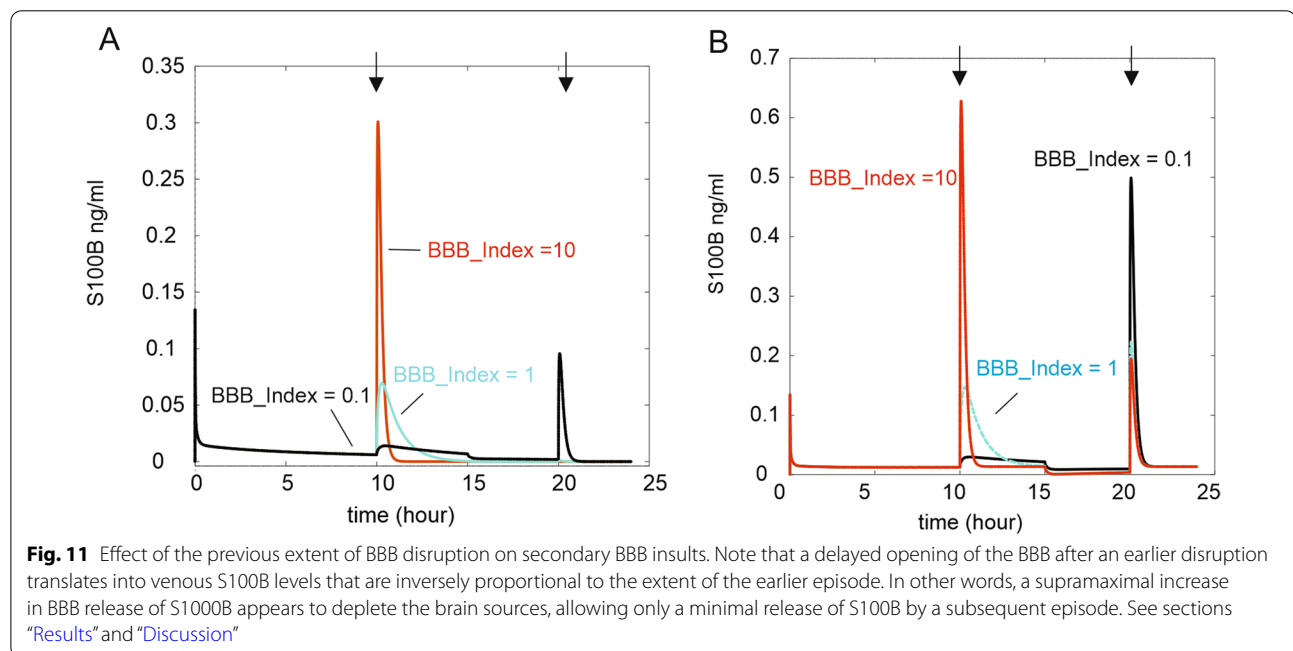 A
0.35
0.3
0.25
0.2
0.15
0.1
0.05
0
S100B ng/ml
BBB_Index =10
BBB_Index = 1
BBB_Index = 0.1
0
5
10
15
20
25
time (hour)
B
0.7
0.6
0.5
0.4
0.3
0.2
0.1
0
S100B ng/ml
BBB_Index = 0.1
BBB_Index =10
BBB_Index = 1
0
5
10
15
20
25
time (hour)
Fig. 11 Effect of the previous extent of BBB disruption on secondary BBB insults. Note that a delayed opening of the BBB after an earlier disruption
translates into venous S100B levels that are inversely proportional to the extent of the earlier episode. In other words, a supramaximal increase
in BBB release of S1000B appears to deplete the brain sources, allowing only a minimal release of S100B by a subsequent episode. See sections
“Results” and “Discussion”